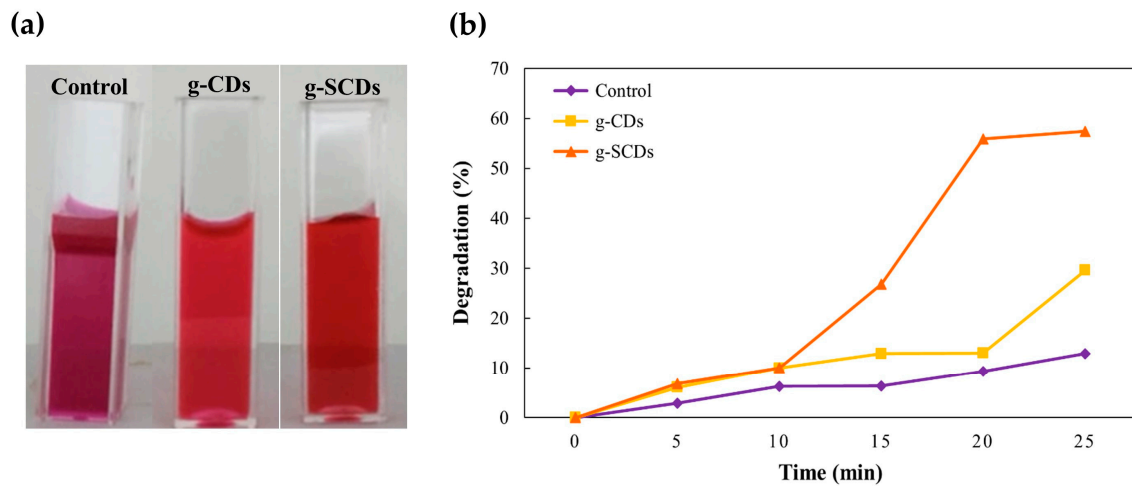 (a)
Control
g-CDs
g-SCDs
(b)
70
60
50
40
30
20
10
0
Degradation (%)
Control
g-CDs
g-SCDs
0 5 10 15 20 25
Time (min)